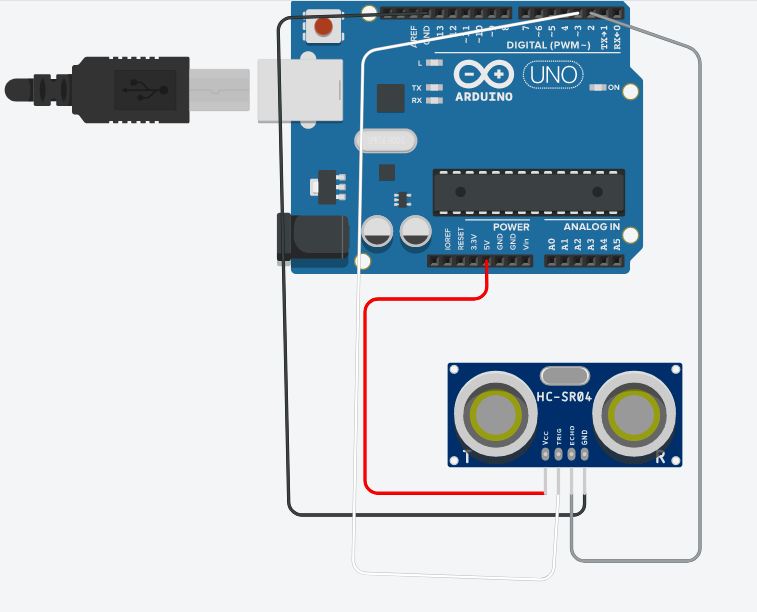 AREF
GND
13
12
~11
~10
~9
8
7
~6
~5
4
~3
2
TX→1
RX←0
DIGITAL (PWM~)
L
TX
RX
ARDUINO
UNO
ON
POWER
ANALOG IN
IOREF
RESET
3.3V
5V
GND
GND
Vin
A0
A1
A2
A3
A4
A5
HC-SR04
VCC
TRIG
ECHO
GND
T
R